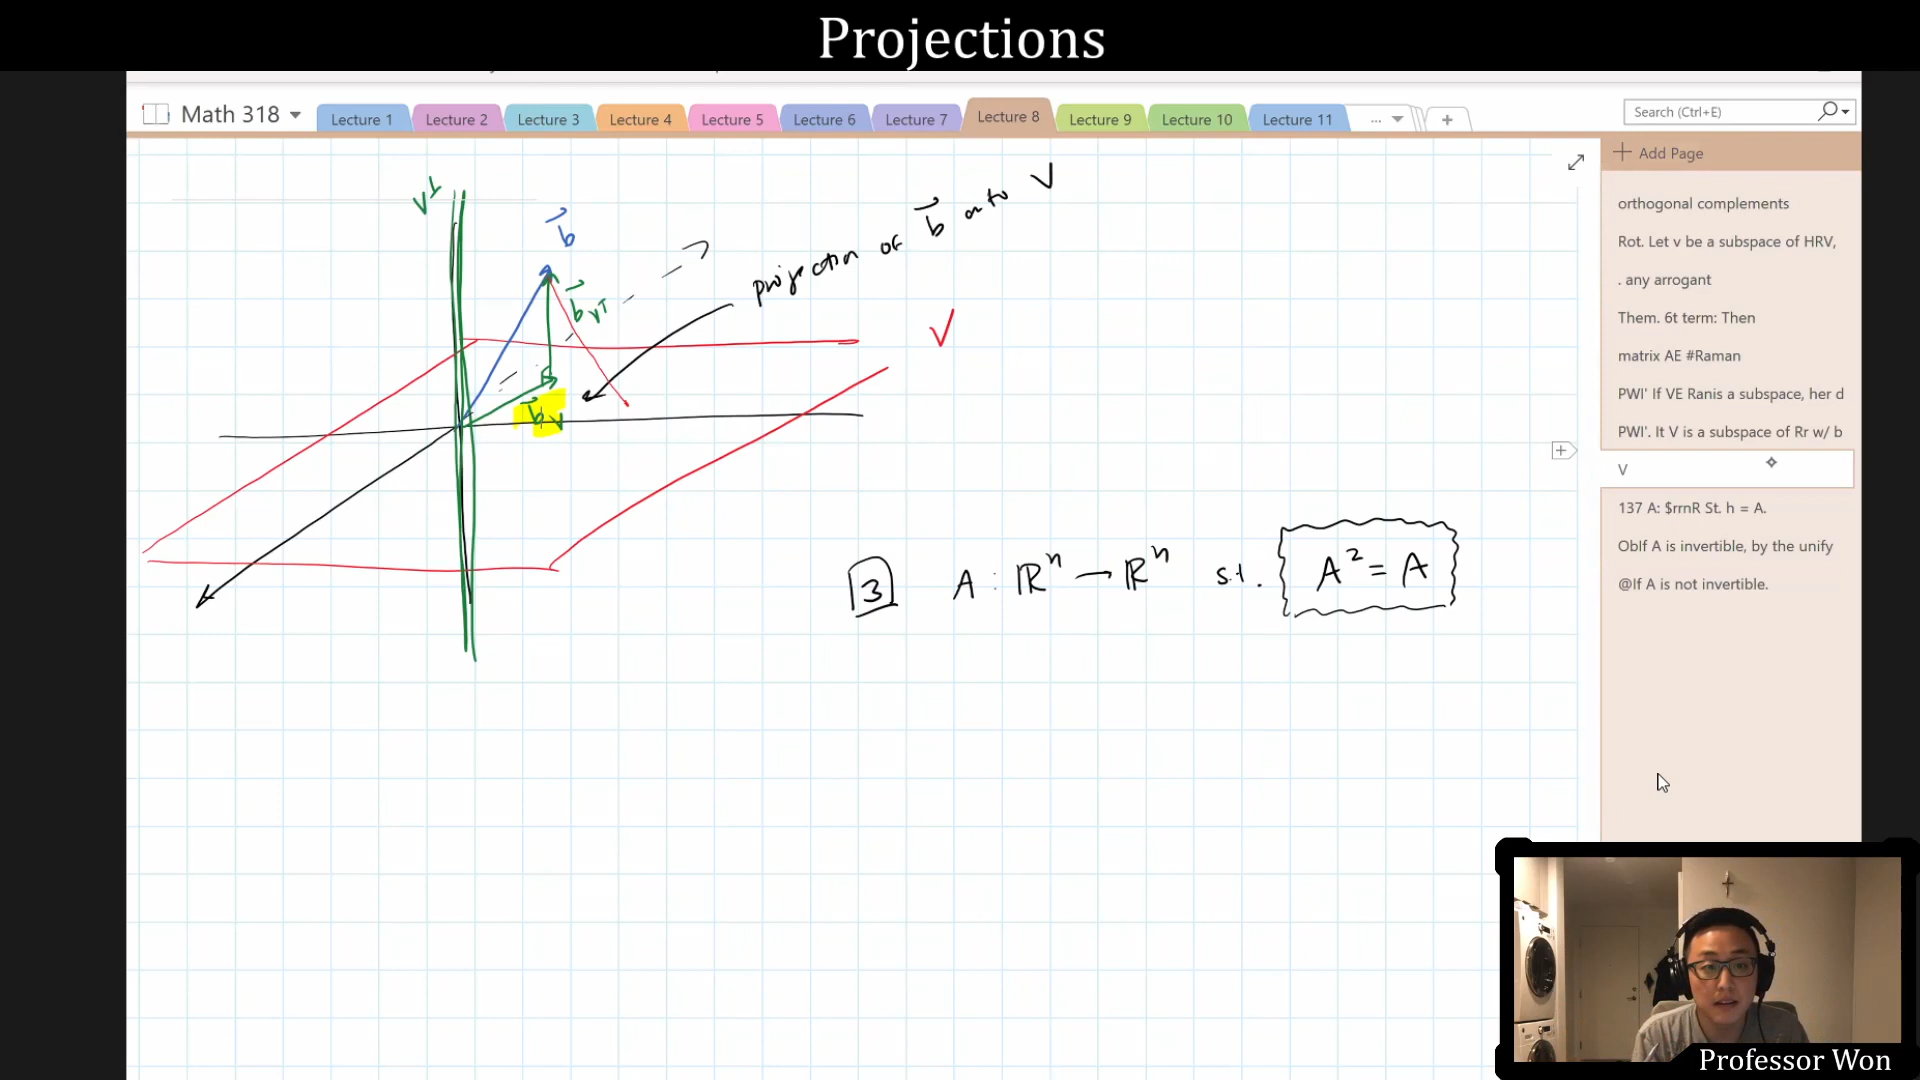 Projections
Math 318
Lecture 1
Lecture 2
Lecture 3
Lecture 4
Lecture 5
Lecture 6
Lecture 7
Lecture 8
Lecture 9
Lecture 10
Lecture 11
...
Search (Ctrl+E)
Add Page
orthogonal complements
Rot. Let v be a subspace of HRV,
. any arrogant
Them. 6t term: Then
matrix AE #Raman
PWI' If VE Ranis a subspace, her d
PWI'. It V is a subspace of Rr w/ b
V
137 A: $rrnR St. h = A.
Oblf A is invertible, by the unify
@If A is not invertible.
V⊥
b⃗
projection of b⃗ onto V
b⃗_V⊤
V
b⃗_V
3 A : ℝⁿ → ℝⁿ s.t. A² = A
Professor Won